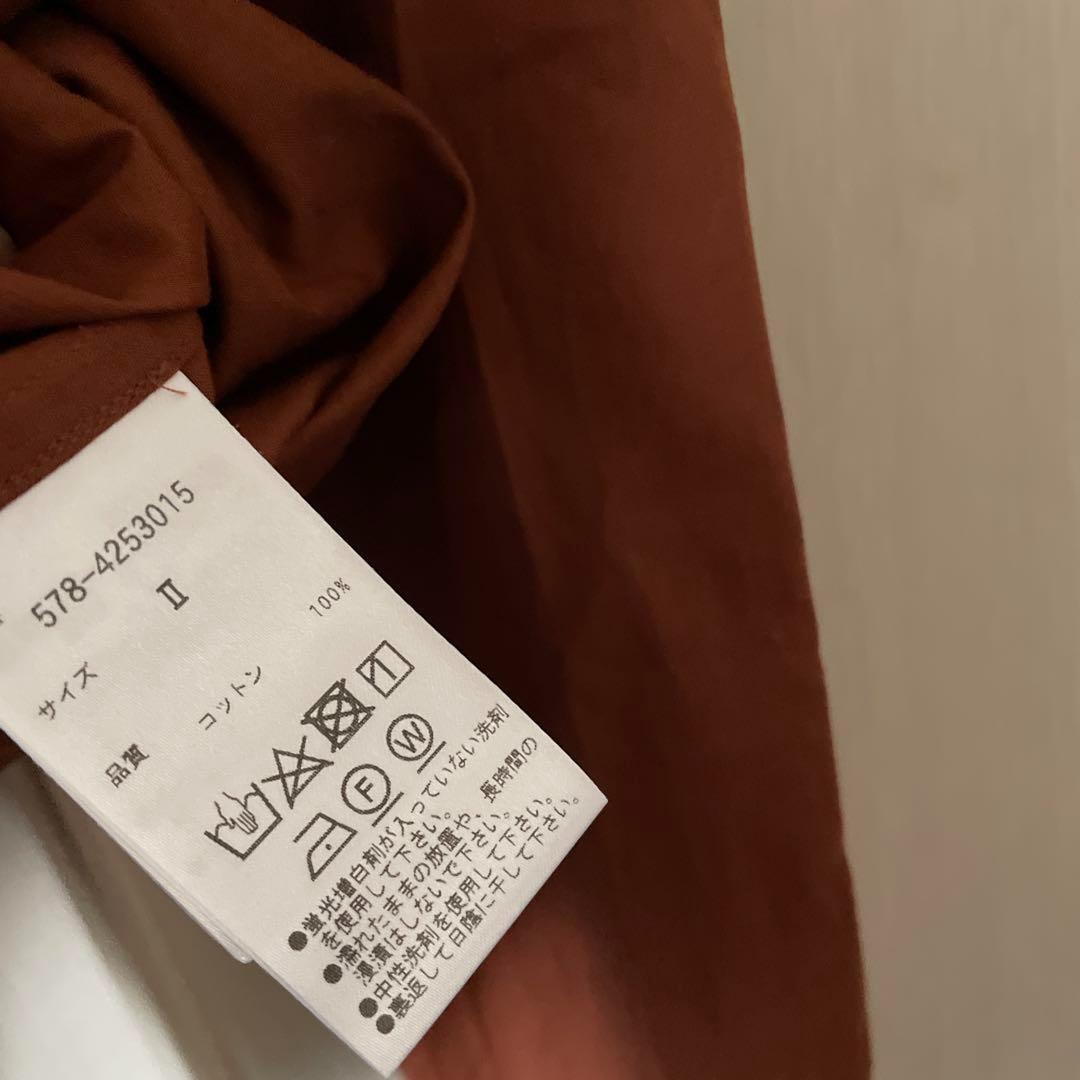 578-4253015
サイズ II
品質 コットン 100%
F W
●蛍光増白剤が入っていない洗剤
を使用して下さい。
●濡れたままの放置や、長時間の
浸漬はしないで下さい。
●中性洗剤を使用して下さい。
●裏返して日陰に干して下さい。